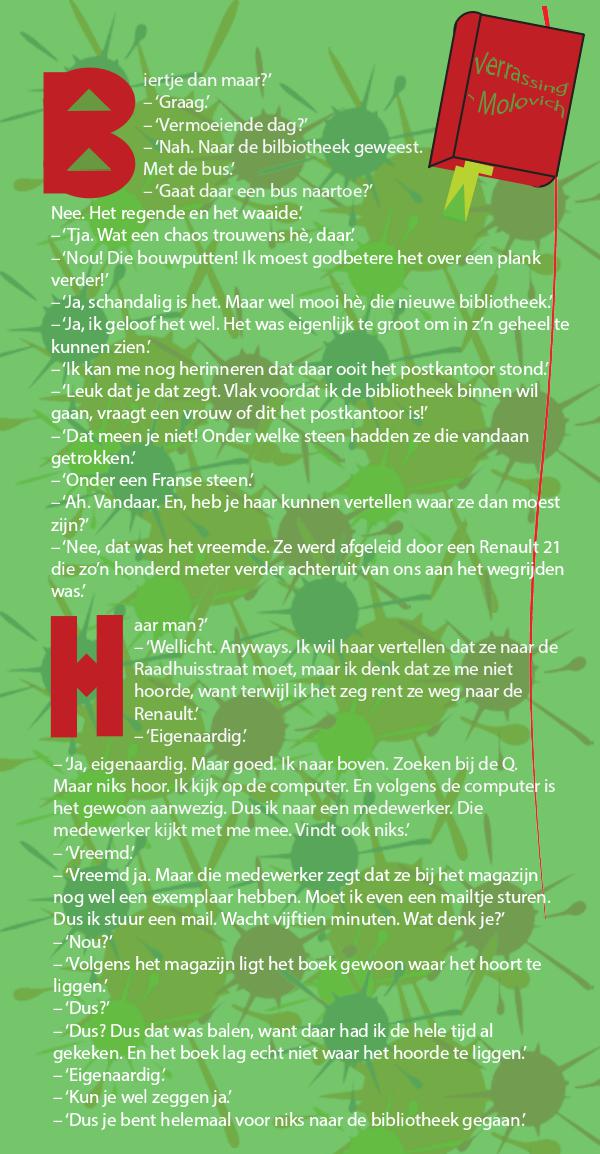 Verrassing
Molovich
Biertje dan maar?’
– ‘Graag.’
– ‘Vermoeiende dag?’
– ‘Nah. Naar de bilbiotheek geweest.
Met de bus.’
– ‘Gaat daar een bus naartoe?’
Nee. Het regende en het waaide.’
– ‘Tja. Wat een chaos trouwens hè, daar.’
– ‘Nou! Die bouwputten! Ik moest godbetere het over een plank
verder!’
– ‘Ja, schandalig is het. Maar wel mooi hè, die nieuwe bibliotheek.’
– ‘Ja, ik geloof het wel. Het was eigenlijk te groot om in z’n geheel te
kunnen zien.’
– ‘Ik kan me nog herinneren dat daar ooit het postkantoor stond.’
– ‘Leuk dat je dat zegt. Vlak voordat ik de bibliotheek binnen wil
gaan, vraagt een vrouw of dit het postkantoor is!’
– ‘Dat meen je niet! Onder welke steen hadden ze die vandaan
getrokken.’
– ‘Onder een Franse steen.’
– ‘Ah. Vandaar. En, heb je haar kunnen vertellen waar ze dan moest
zijn?’
– ‘Nee, dat was het vreemde. Ze werd afgeleid door een Renault 21
die zo’n honderd meter verder achteruit van ons aan het wegrijden
was.’
Haar man?’
– ‘Wellicht. Anyways. Ik wil haar vertellen dat ze naar de
Raadhuisstraat moet, maar ik denk dat ze me niet
hoorde, want terwijl ik het zeg rent ze weg naar de
Renault.’
– ‘Eigenaardig.’
– ‘Ja, eigenaardig. Maar goed. Ik naar boven. Zoeken bij de Q.
Maar niks hoor. Ik kijk op de computer. En volgens de computer is
het gewoon aanwezig. Dus ik naar een medewerker. Die
medewerker kijkt met me mee. Vindt ook niks.’
– ‘Vreemd.’
– ‘Vreemd ja. Maar die medewerker zegt dat ze bij het magazijn
nog wel een exemplaar hebben. Moet ik even een mailtje sturen.
Dus ik stuur een mail. Wacht vijftien minuten. Wat denk je?’
– ‘Nou?’
– ‘Volgens het magazijn ligt het boek gewoon waar het hoort te
liggen.’
– ‘Dus?’
– ‘Dus? Dus dat was balen, want daar had ik de hele tijd al
gekeken. En het boek lag echt niet waar het hoorde te liggen.’
– ‘Eigenaardig.’
– ‘Kun je wel zeggen ja.’
– ‘Dus je bent helemaal voor niks naar de bibliotheek gegaan.’